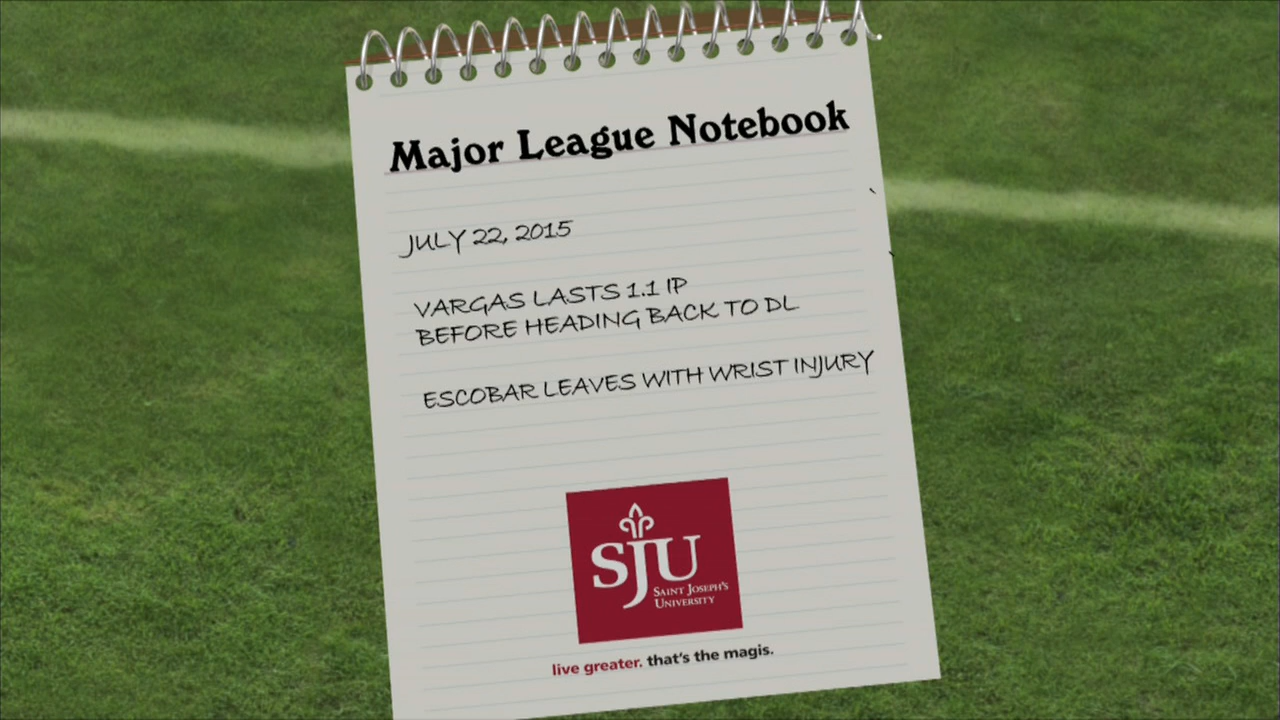 Major League Notebook
JULY 22, 2015
VARGAS LASTS 1.1 IP
BEFORE HEADING BACK TO DL
ESCOBAR LEAVES WITH WRIST INJURY
SJU
SAINT JOSEPH'S
UNIVERSITY
live greater. that's the magis.